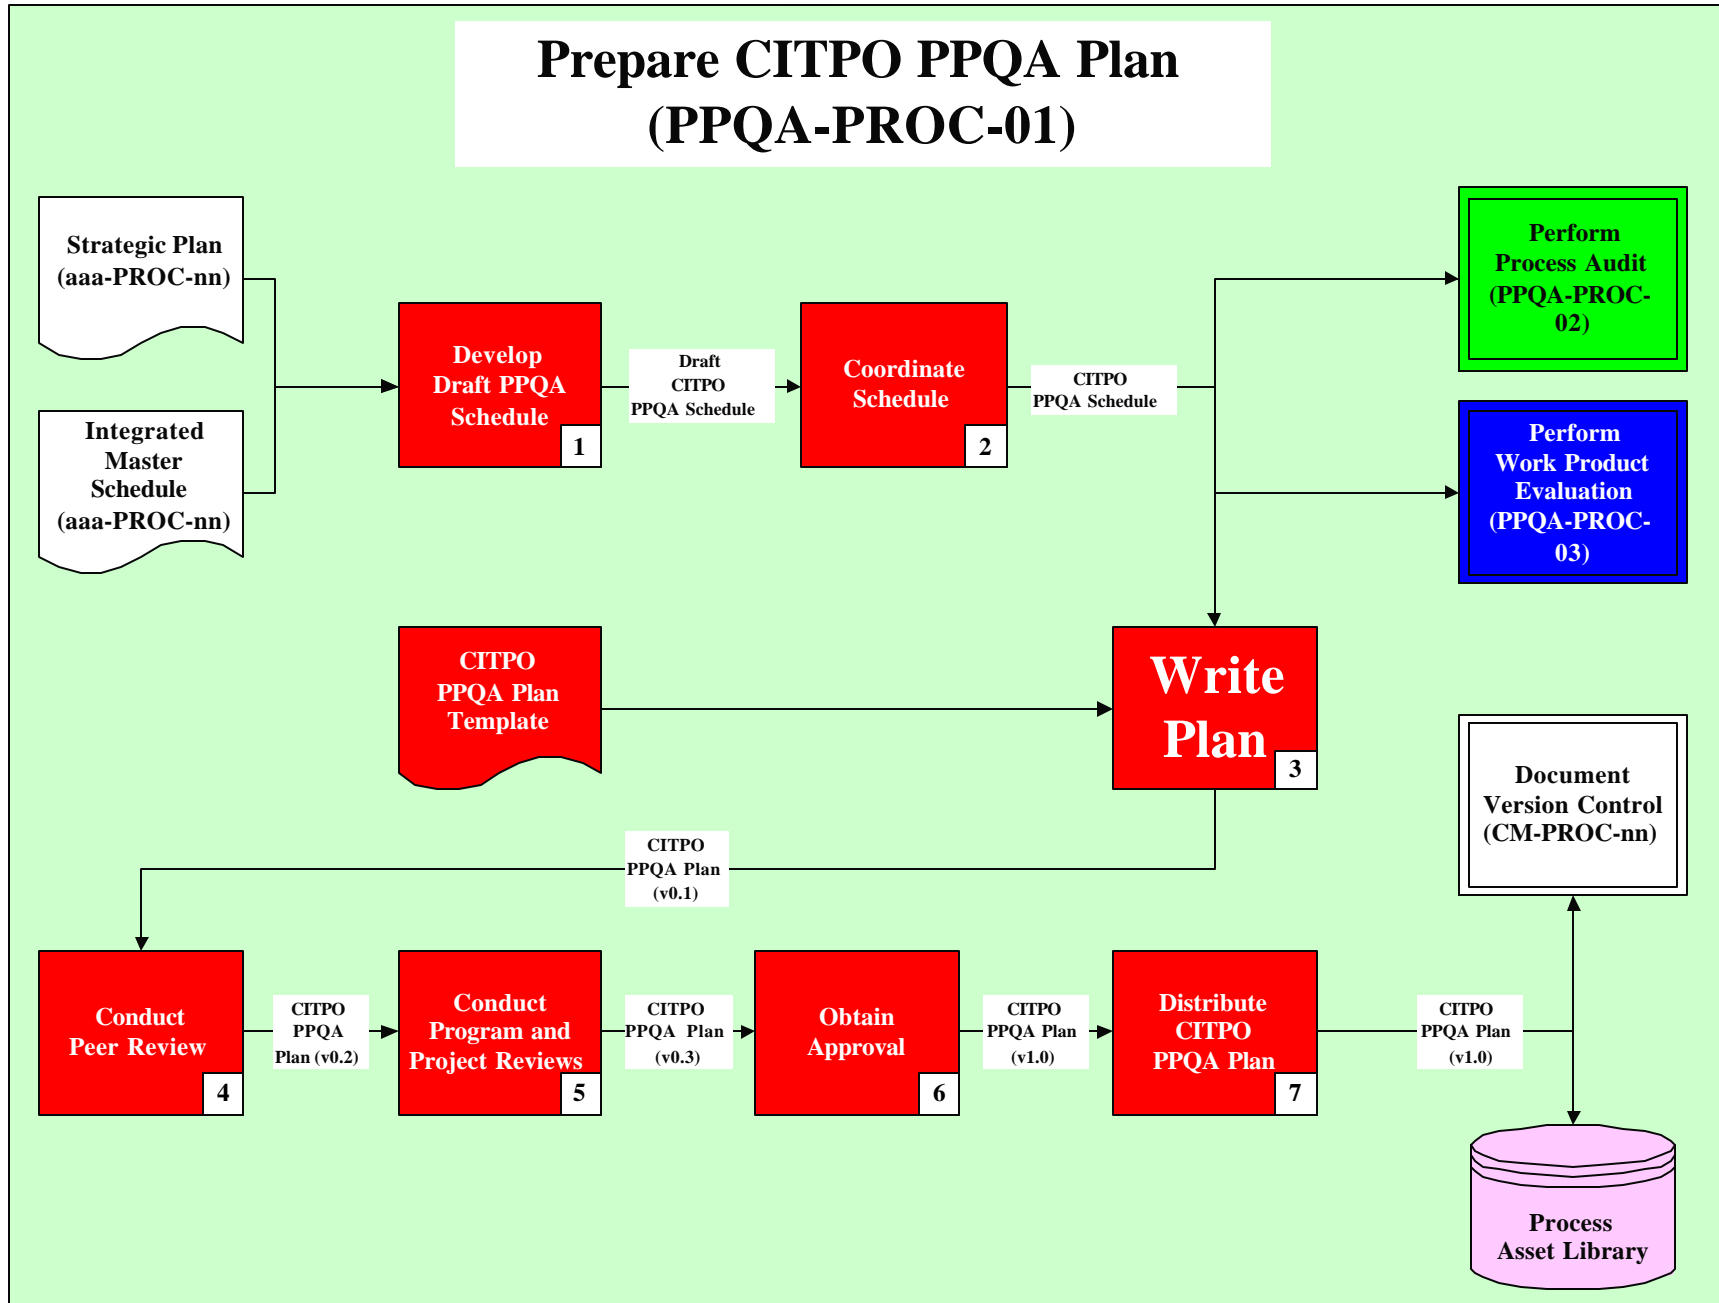 Prepare CITPO PPQA Plan
(PPQA-PROC-01)
Strategic Plan
(aaa-PROC-nn)
Integrated
Master
Schedule
(aaa-PROC-nn)
Develop
Draft PPQA
Schedule
1
Draft
CITPO
PPQA Schedule
Coordinate
Schedule
2
CITPO
PPQA Schedule
Perform
Process Audit
(PPQA-PROC-
02)
Perform
Work Product
Evaluation
(PPQA-PROC-
03)
CITPO
PPQA Plan
Template
Write
Plan
3
Document
Version Control
(CM-PROC-nn)
CITPO
PPQA Plan
(v0.1)
Conduct
Peer Review
4
CITPO
PPQA
Plan (v0.2)
Conduct
Program and
Project Reviews
5
CITPO
PPQA Plan
(v0.3)
Obtain
Approval
6
CITPO
PPQA Plan
(v1.0)
Distribute
CITPO
PPQA Plan
7
CITPO
PPQA Plan
(v1.0)
Process
Asset Library